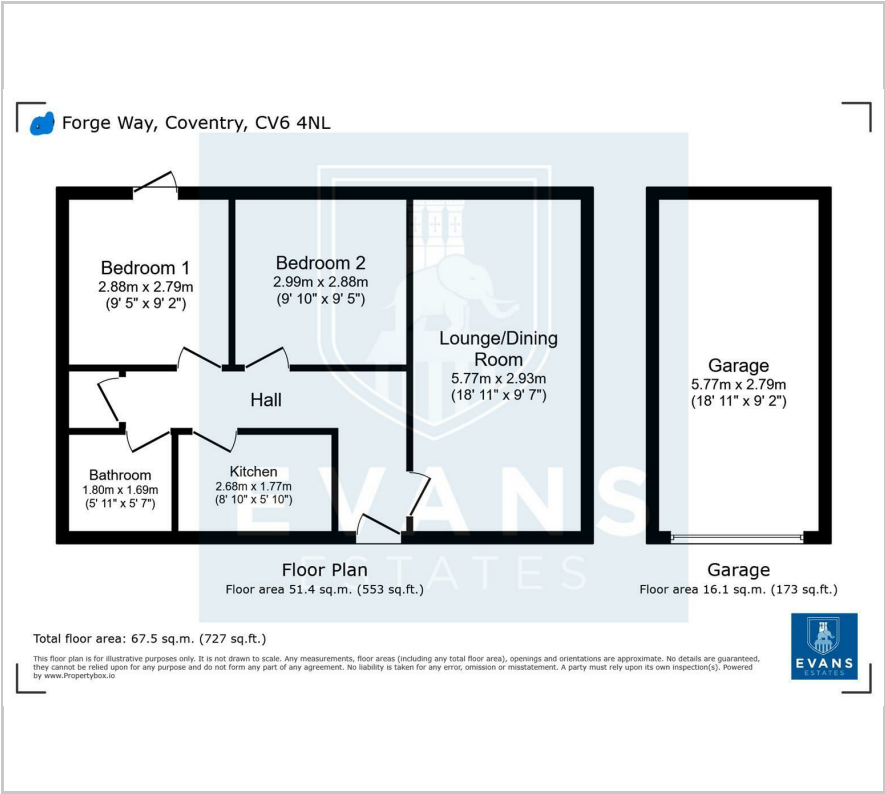 Forge Way, Coventry, CV6 4NL
Bedroom 1
2.88m x 2.79m
(9' 5" x 9' 2")
Bedroom 2
2.99m x 2.88m
(9' 10" x 9' 5")
Lounge/Dining
Room
5.77m x 2.93m
(18' 11" x 9' 7")
Garage
5.77m x 2.79m
(18' 11" x 9' 2")
Hall
Bathroom
1.80m x 1.69m
(5' 11" x 5' 7")
Kitchen
2.68m x 1.77m
(8' 10" x 5' 10")
EVANS
ESTATES
Floor Plan
Floor area 51.4 sq.m. (553 sq.ft.)
Garage
Floor area 16.1 sq.m. (173 sq.ft.)
Total floor area: 67.5 sq.m. (727 sq.ft.)
This floor plan is for illustrative purposes only. It is not drawn to scale. Any measurements, floor areas (including any total floor area), openings and orientations are approximate. No details are guaranteed,
they cannot be relied upon for any purpose and do not form any part of any agreement. No liability is taken for any error, omission or misstatement. A party must rely upon its own inspection(s). Powered
by www.Propertybox.io
EVANS
ESTATES